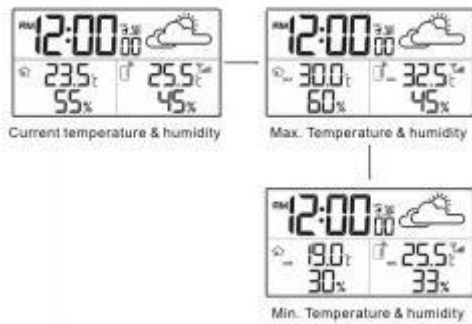 PM 12:00 00
23.5℃ 25.5℃
55% 45%
Current temperature & humidity
PM 12:00 00
30.0℃ 32.5℃
60% 45%
Max. Temperature & humidity
PM 12:00 00
19.0℃ 25.5℃
30% 33%
Min. Temperature & humidity